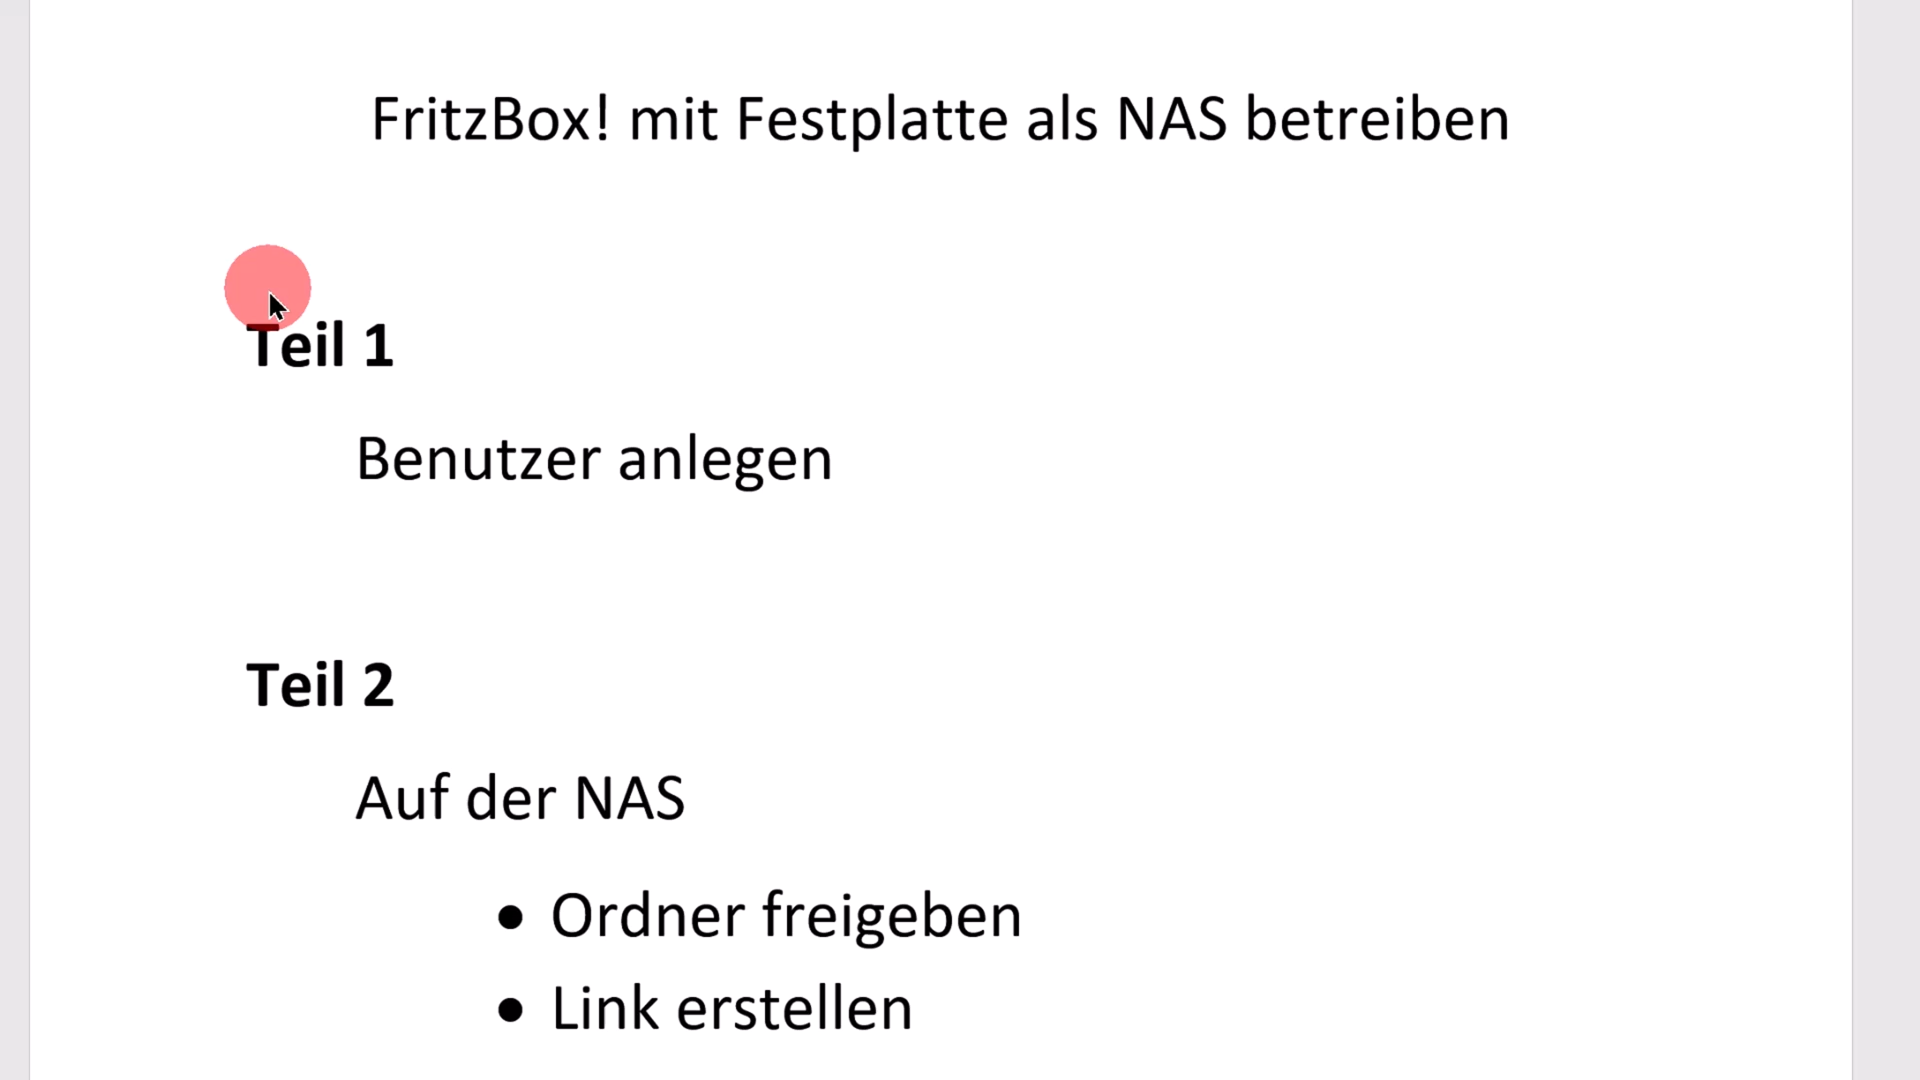 FritzBox! mit Festplatte als NAS betreiben
Teil 1
Benutzer anlegen
Teil 2
Auf der NAS
• Ordner freigeben
• Link erstellen